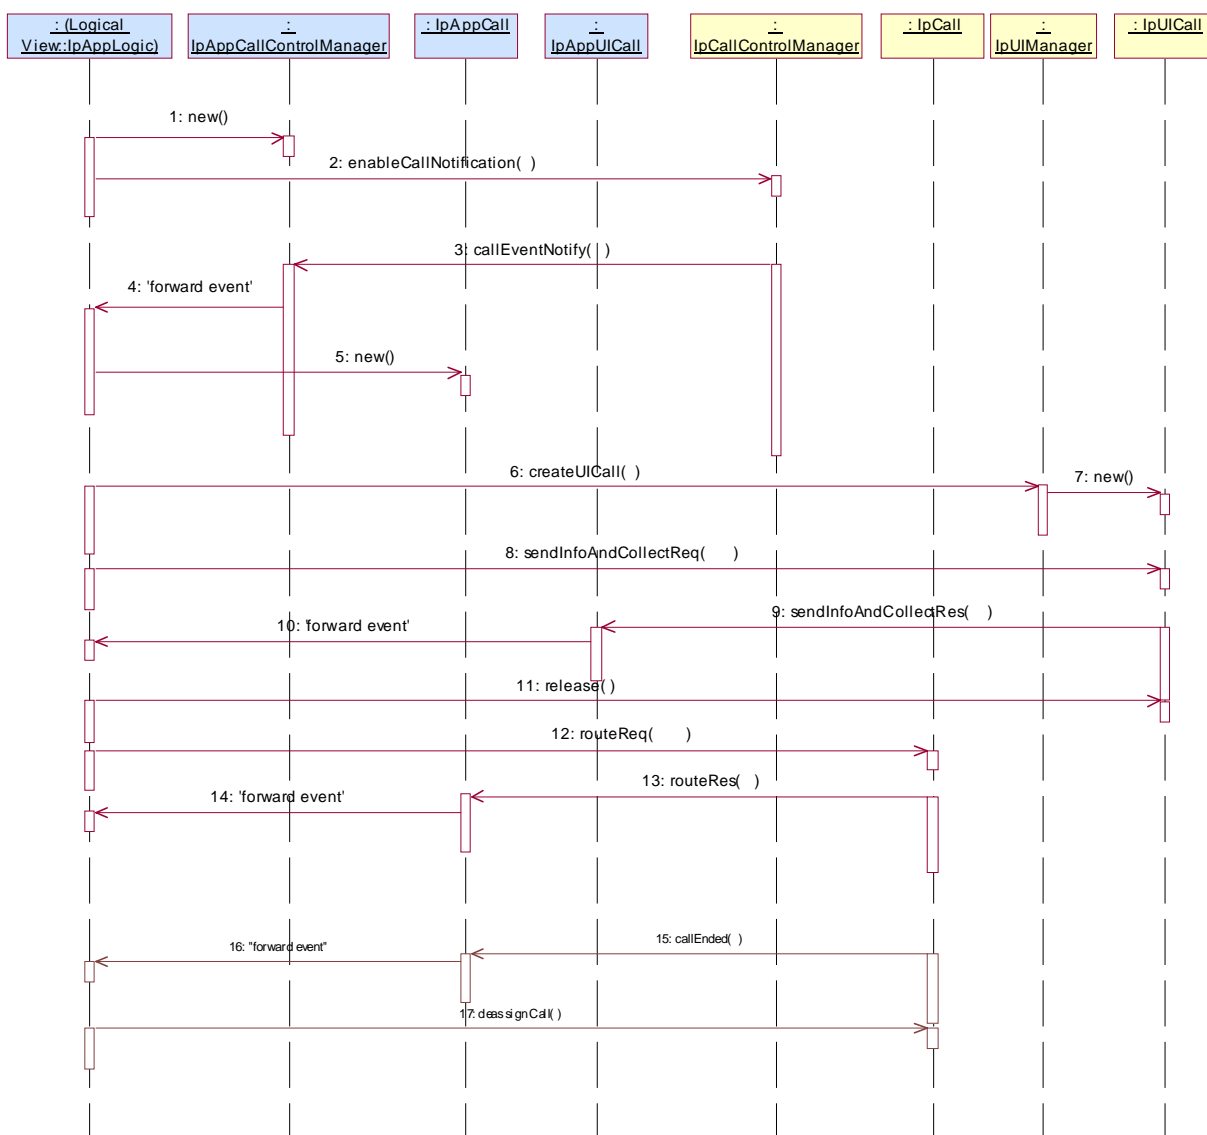 : (Logical
View::IpAppLogic)
:
IpAppCallControlManager
: IpAppCall
:
IpAppUICall
:
IpCallControlManager
: IpCall
:
IpUIManager
: IpUICall
1: new()
2: enableCallNotification( )
3: callEventNotify( )
4: 'forward event'
5: new()
6: createUICall( )
7: new()
8: sendInfoAndCollectReq( )
9: sendInfoAndCollectRes( )
10: 'forward event'
11: release( )
12: routeReq( )
13: routeRes( )
14: 'forward event'
15: callEnded( )
16: "forward event"
17: deassignCall( )